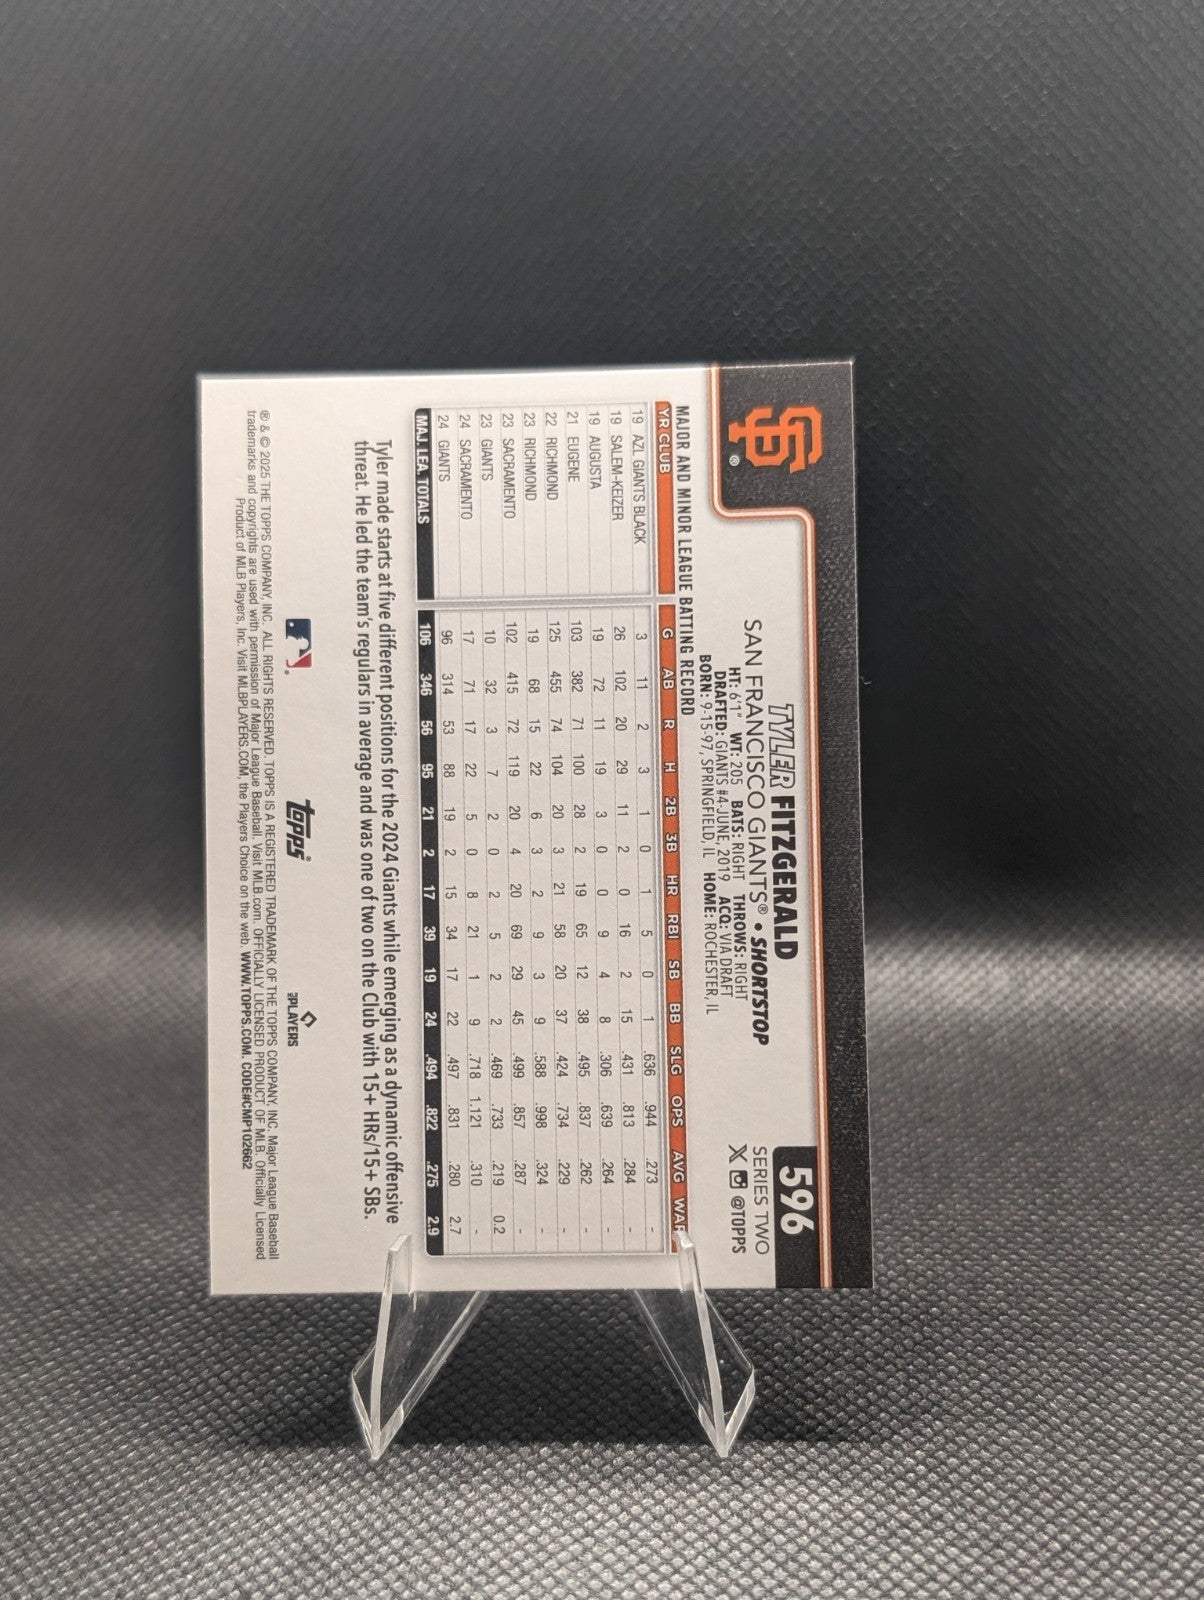 SF®
596
TYLER FITZGERALD
SAN FRANCISCO GIANTS® • SHORTSTOP
SERIES TWO
HT: 6'1" WT: 205 BATS: RIGHT THROWS: RIGHT
@TOPPS
DRAFTED: GIANTS #4-JUNE, 2019 ACQ: VIA DRAFT
BORN: 9-15-97, SPRINGFIELD, IL HOME: ROCHESTER, IL
MAJOR AND MINOR LEAGUE BATTING RECORD
YR CLUB G AB R H 2B 3B HR RBI SB BB SLG OPS AVG WAR
19 AZL GIANTS BLACK 3 11 2 3 1 0 1 5 0 1 .636 .944 .273 -
19 SALEM-KEIZER 26 102 20 29 11 2 0 16 2 15 .431 .813 .284 -
19 AUGUSTA 19 72 11 19 3 0 0 9 4 8 .306 .639 .264 -
21 EUGENE 103 382 71 100 28 2 19 65 12 38 .495 .837 .262 -
22 RICHMOND 125 455 74 104 20 3 21 58 20 37 .424 .734 .229 -
23 RICHMOND 19 68 15 22 6 3 2 9 3 9 .588 .998 .324 -
23 SACRAMENTO 102 415 72 119 20 4 20 69 29 45 .499 .857 .287 -
23 GIANTS 10 32 3 7 2 0 2 5 2 2 .469 .733 .219 0.2
24 SACRAMENTO 17 71 17 22 5 0 8 21 1 9 .718 1.121 .310 -
24 GIANTS 96 314 53 88 19 2 15 34 17 22 .497 .831 .280 2.7
MAJ. LEA. TOTALS 106 346 56 95 21 2 17 39 19 24 .494 .822 .275 2.9
Tyler made starts at five different positions for the 2024 Giants while emerging as a dynamic offensive
threat. He led the team's regulars in average and was one of two on the Club with 15+ HRs/15+ SBs.
topps®
PLAYERS
® & © 2025 THE TOPPS COMPANY, INC. ALL RIGHTS RESERVED. TOPPS IS A REGISTERED TRADEMARK OF THE TOPPS COMPANY, INC. Major League Baseball
trademarks and copyrights are used with permission of Major League Baseball. Visit MLB.com. OFFICIALLY LICENSED PRODUCT OF MLB. Officially Licensed
Product of MLB Players, Inc. Visit MLBPLAYERS.COM, the Players Choice on the web. WWW.TOPPS.COM. CODE#CMP102662